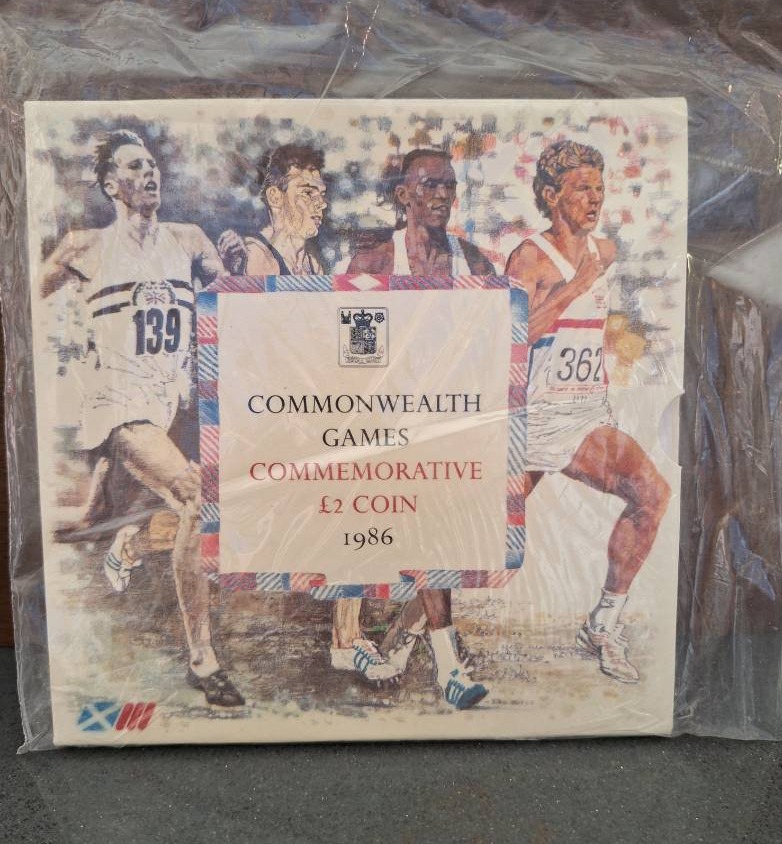 139
362
COMMONWEALTH
GAMES
COMMEMORATIVE
£2 COIN
1986